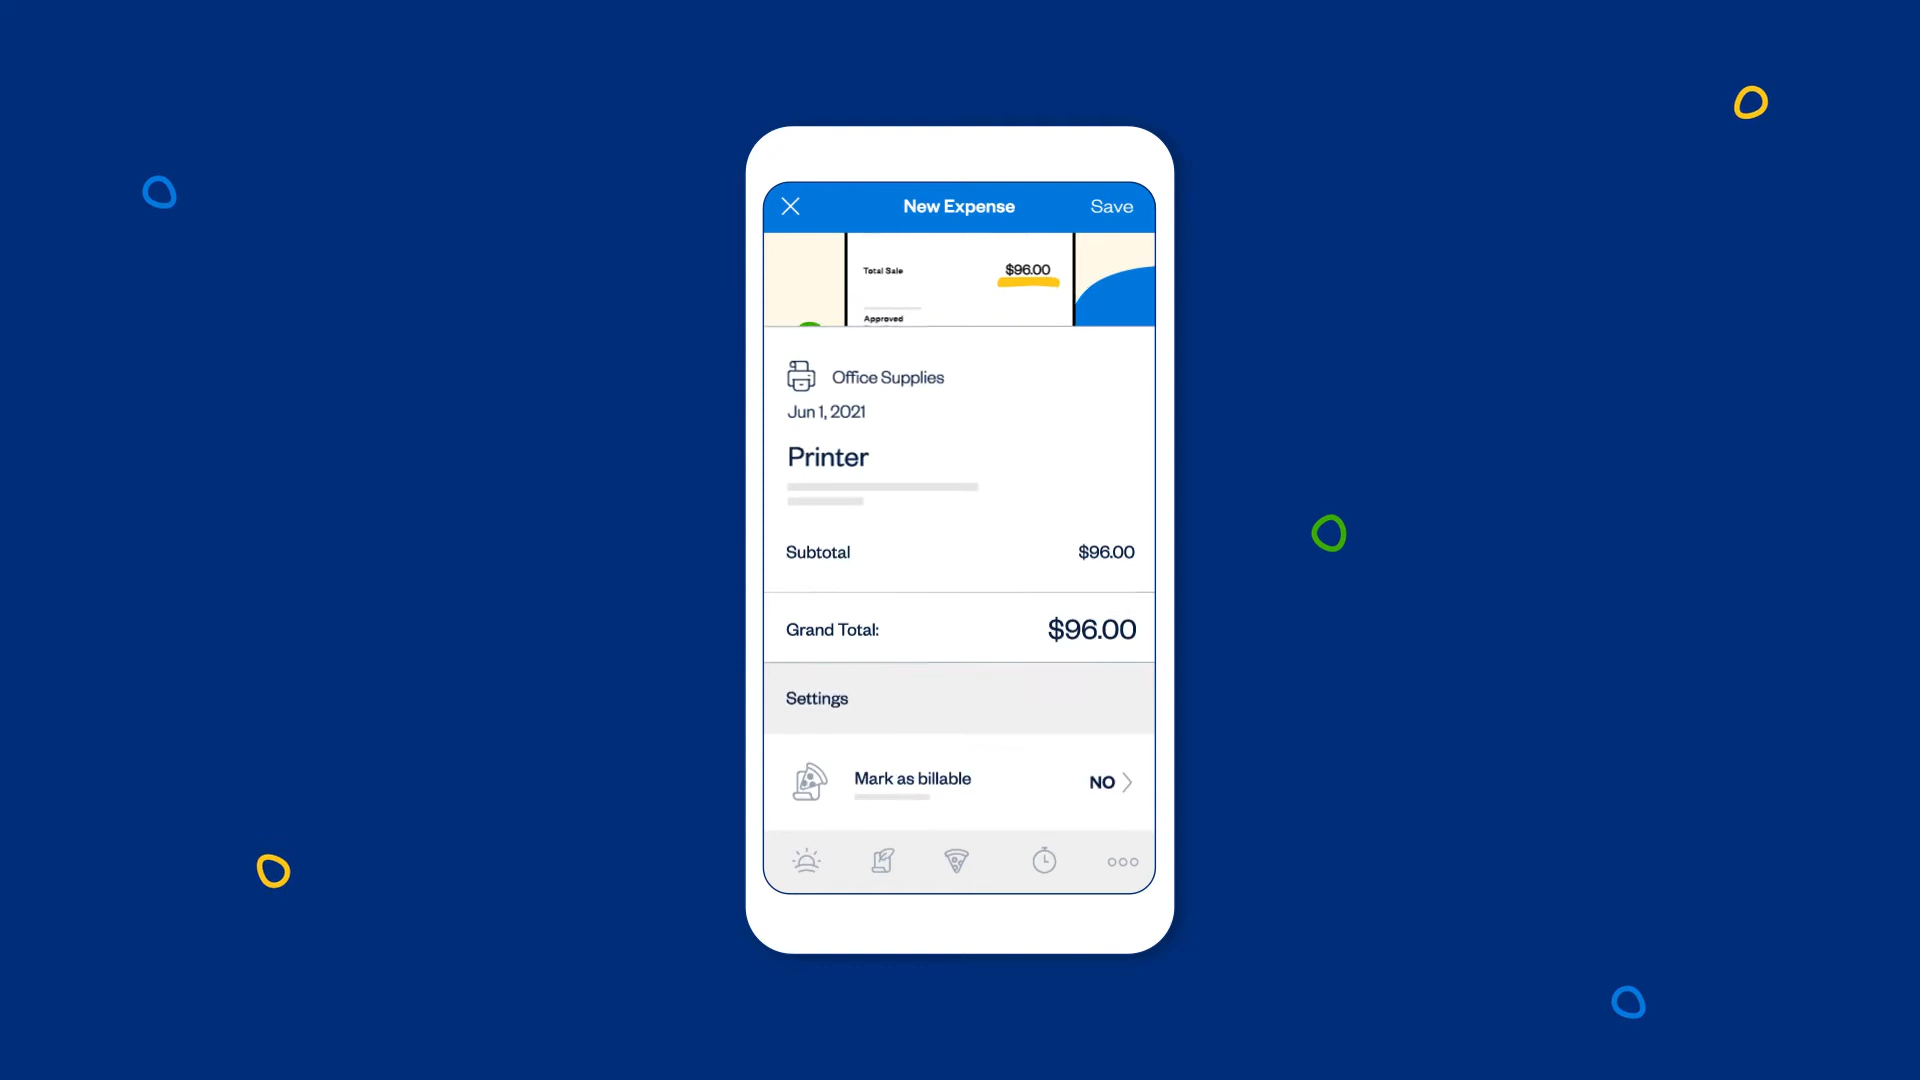 New Expense
Save
Total Sale
$96.00
Approved
Office Supplies
Jun 1, 2021
Printer
Subtotal
$96.00
Grand Total:
$96.00
Settings
Mark as billable
NO